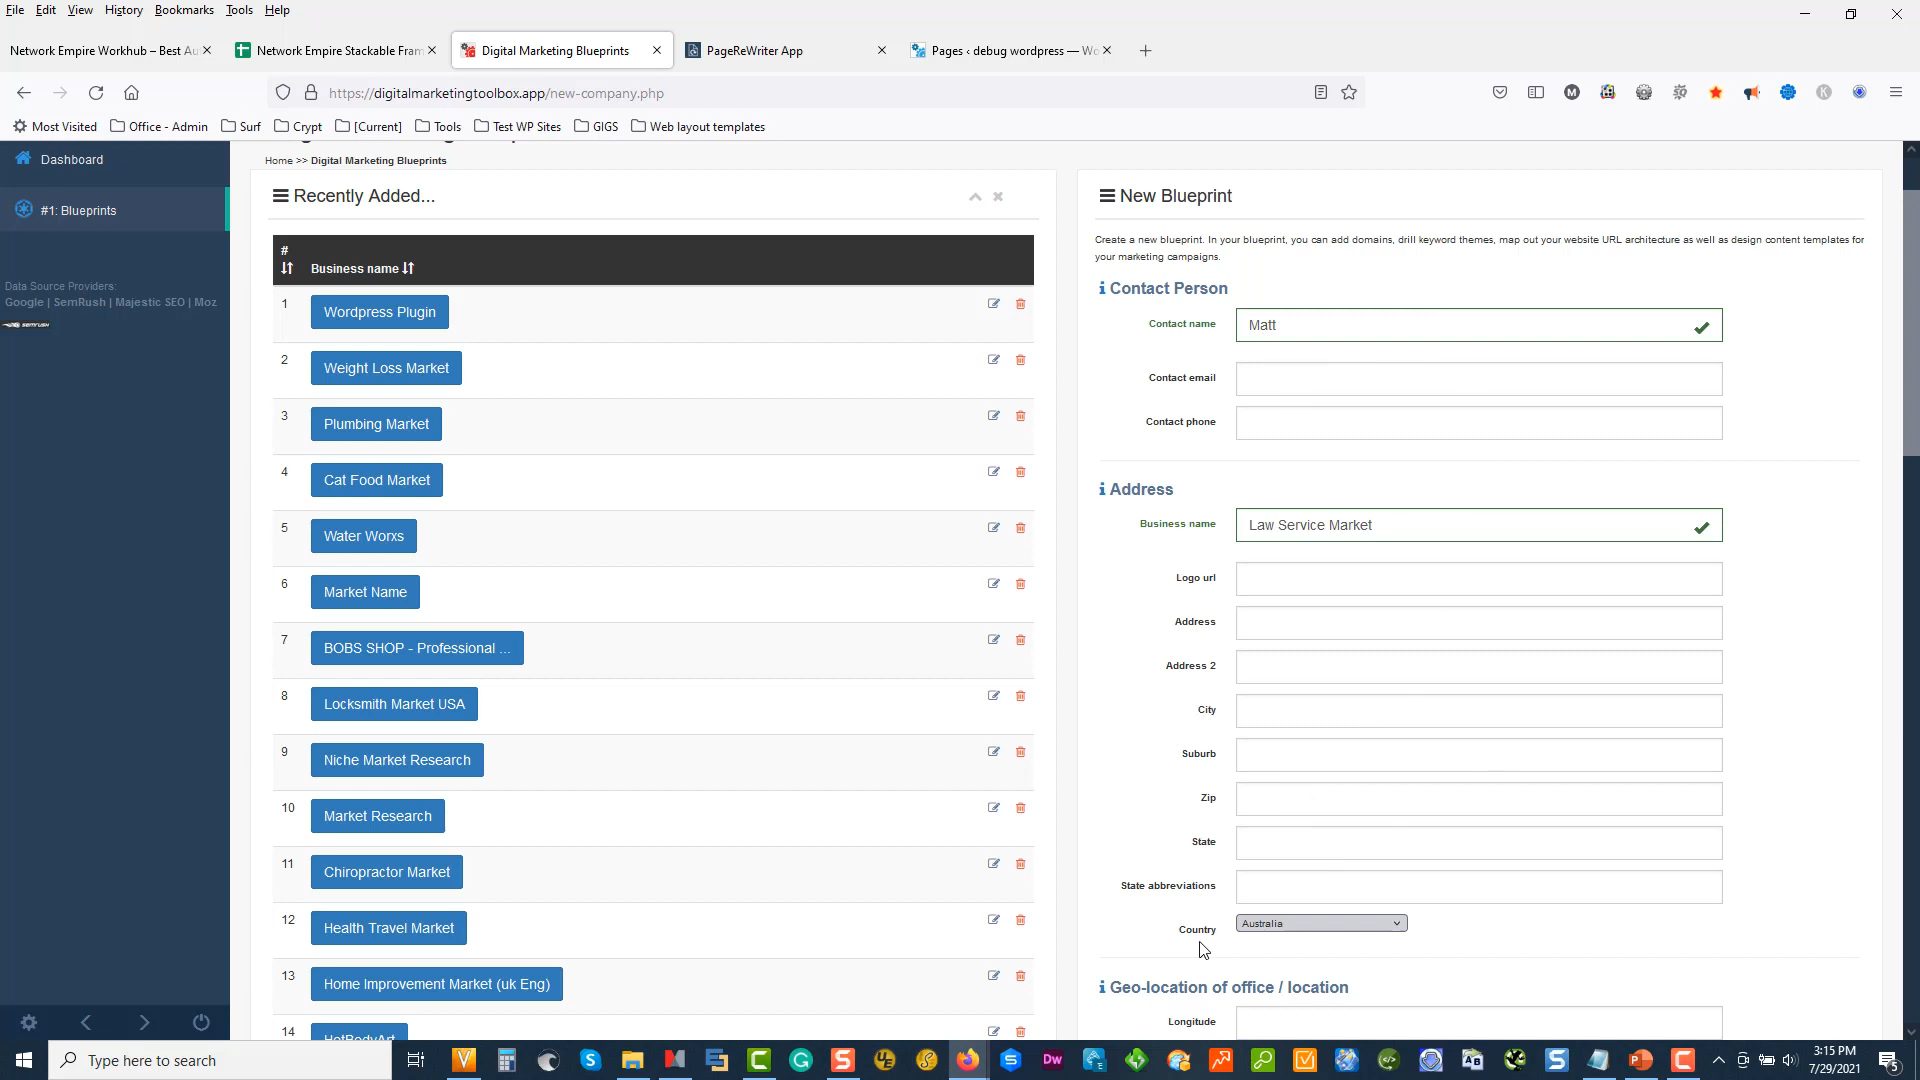 File Edit View History Bookmarks Tools Help
Network Empire Workhub – Best Au
Network Empire Stackable Fram
Digital Marketing Blueprints
PageReWriter App
Pages ‹ debug wordpress — Wo
https://digitalmarketingtoolbox.app/new-company.php
Most Visited
Office - Admin
Surf
Crypt
[Current]
Tools
Test WP Sites
GIGS
Web layout templates
Dashboard
#1: Blueprints
Data Source Providers:
Google | SemRush | Majestic SEO | Moz
SEMRUSH
Home >> Digital Marketing Blueprints
Recently Added...
#
Business name
1 Wordpress Plugin
2 Weight Loss Market
3 Plumbing Market
4 Cat Food Market
5 Water Worxs
6 Market Name
7 BOBS SHOP - Professional ...
8 Locksmith Market USA
9 Niche Market Research
10 Market Research
11 Chiropractor Market
12 Health Travel Market
13 Home Improvement Market (uk Eng)
14 HotBodyArt
New Blueprint
Create a new blueprint. In your blueprint, you can add domains, drill keyword themes, map out your website URL architecture as well as design content templates for
your marketing campaigns.
Contact Person
Contact name Matt
Contact email
Contact phone
Address
Business name Law Service Market
Logo url
Address
Address 2
City
Suburb
Zip
State
State abbreviations
Country Australia
Geo-location of office / location
Longitude
Type here to search
3:15 PM
7/29/2021
5